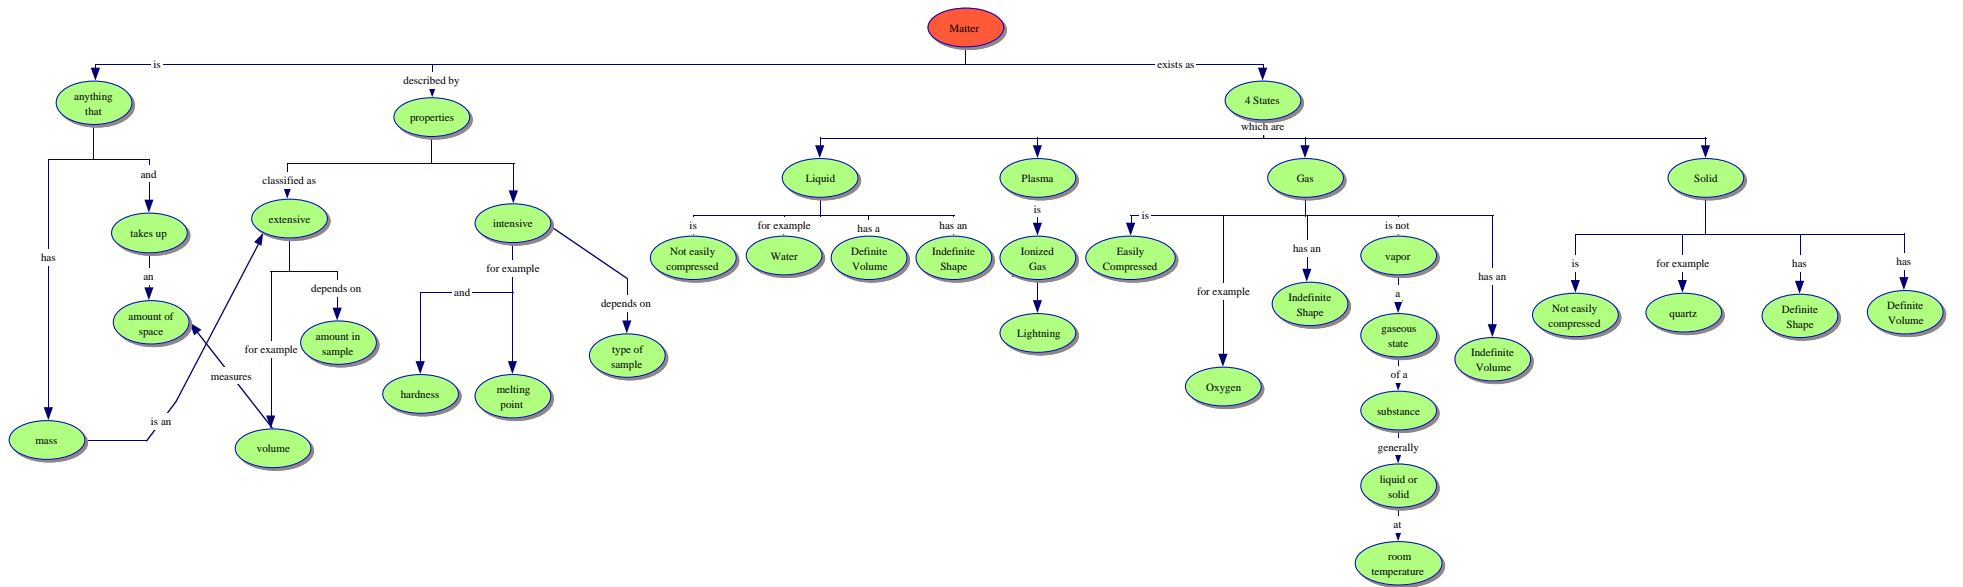 Matter
is
described by
exists as
anything
that
properties
4 States
which are
has
and
takes up
an
amount of
space
mass
is an
classified as
extensive
for example
depends on
amount in
sample
measures
volume
intensive
for example
and
hardness
melting
point
depends on
type of
sample
Liquid
is
Not easily
compressed
for example
Water
has a
Definite
Volume
has an
Indefinite
Shape
Plasma
is
Ionized
Gas
Lightning
Gas
is
Easily
Compressed
for example
Oxygen
has an
Indefinite
Shape
is not
vapor
a
gaseous
state
of a
substance
generally
liquid or
solid
at
room
temperature
has an
Indefinite
Volume
Solid
is
Not easily
compressed
for example
quartz
has
Definite
Shape
has
Definite
Volume